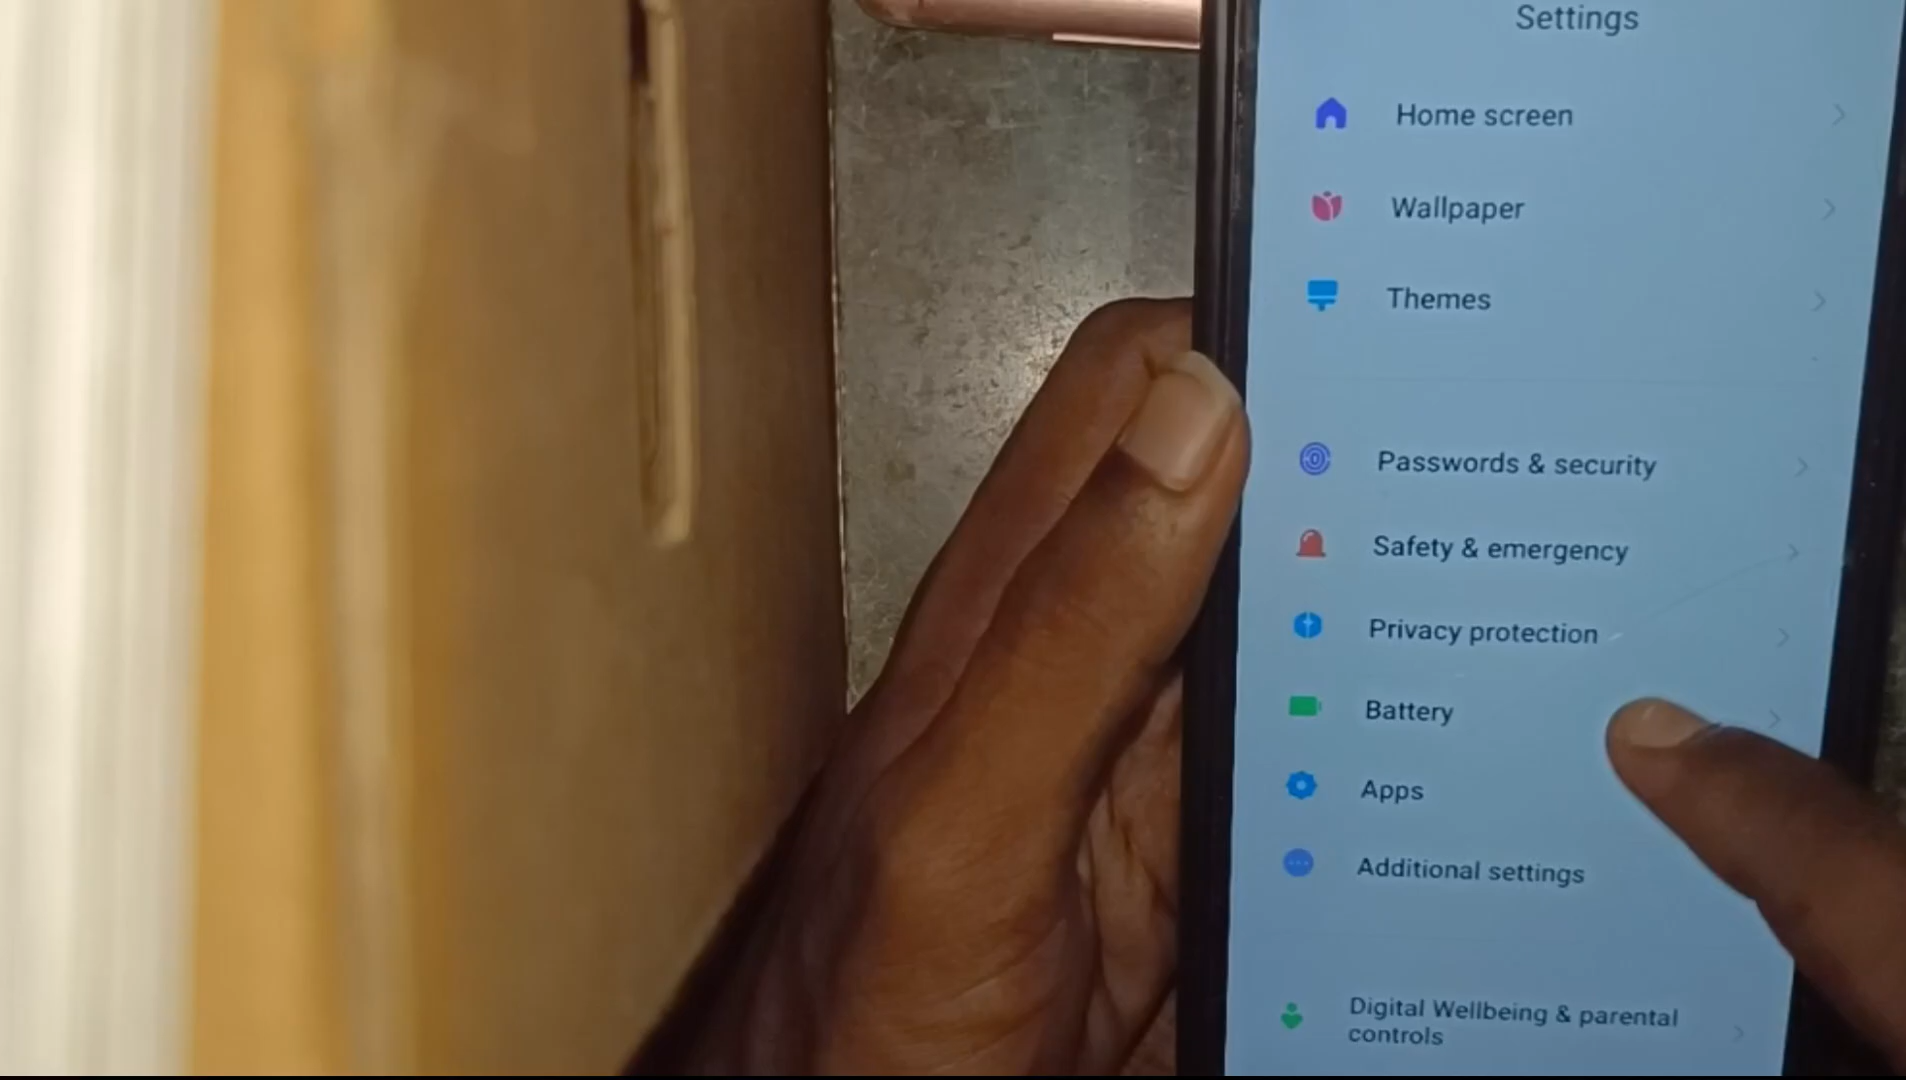 Settings
Home screen
Wallpaper
Themes
Passwords & security
Safety & emergency
Privacy protection
Battery
Apps
Additional settings
Digital Wellbeing & parental
controls